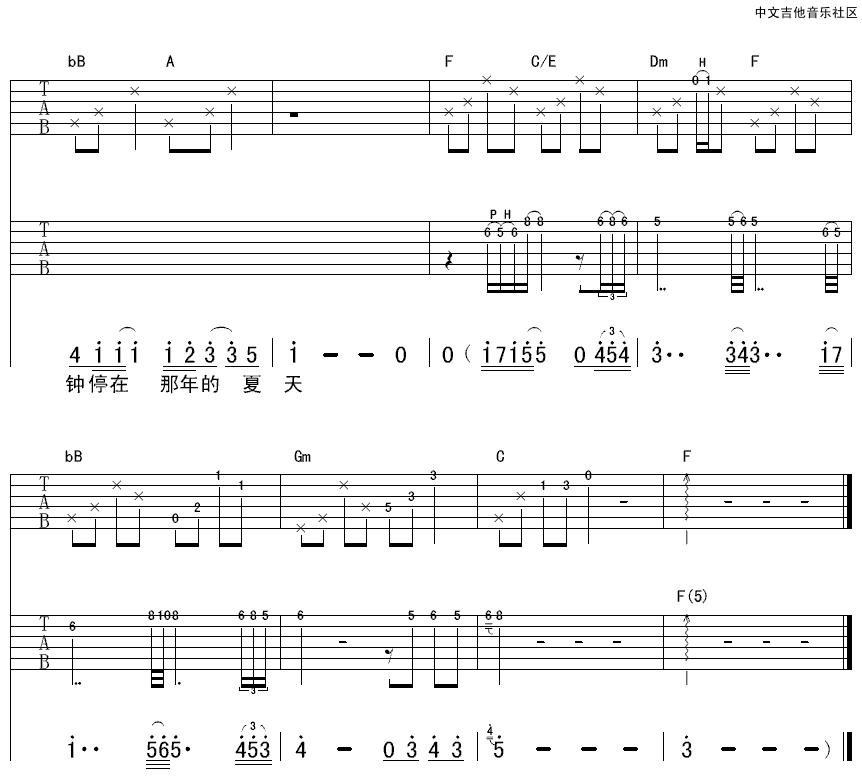 中文吉他音乐社区
bB A F C/E Dm H F
T A B 0 1
P H
T A B 6 5 6 8 8 6 8 6 5 5 6 5 6 5
3
3
4 1 1 1 1 2 3 3 5 1 - - 0 0 ( 1 7 1 5 5 0 4 5 4 3 · · 3 4 3 · · 1 7
钟停在 那年的 夏 天
bB Gm C F
T A B 0 2 1 1 5 3 3 1 3 0 - - -
F(5)
T A B 6 8 10 8 6 8 5 6 - 5 6 5 6 8 - - - - - -
3
3 4
1 · · 5 6 5 · 4 5 3 4 - 0 3 4 3 5 - - - 3 - - - )